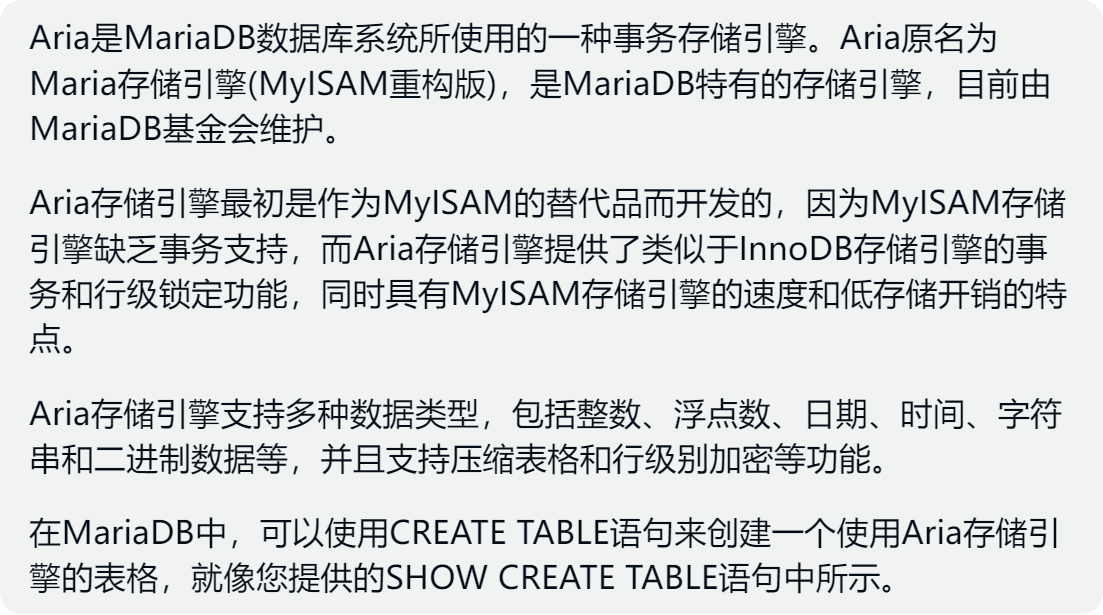 Aria是MariaDB数据库系统所使用的一种事务存储引擎。Aria原名为
Maria存储引擎(MyISAM重构版)，是MariaDB特有的存储引擎，目前由
MariaDB基金会维护。
Aria存储引擎最初是作为MyISAM的替代品而开发的，因为MyISAM存储
引擎缺乏事务支持，而Aria存储引擎提供了类似于InnoDB存储引擎的事
务和行级锁定功能，同时具有MyISAM存储引擎的速度和低存储开销的特
点。
Aria存储引擎支持多种数据类型，包括整数、浮点数、日期、时间、字符
串和二进制数据等，并且支持压缩表格和行级别加密等功能。
在MariaDB中，可以使用CREATE TABLE语句来创建一个使用Aria存储引
擎的表格，就像您提供的SHOW CREATE TABLE语句中所示。